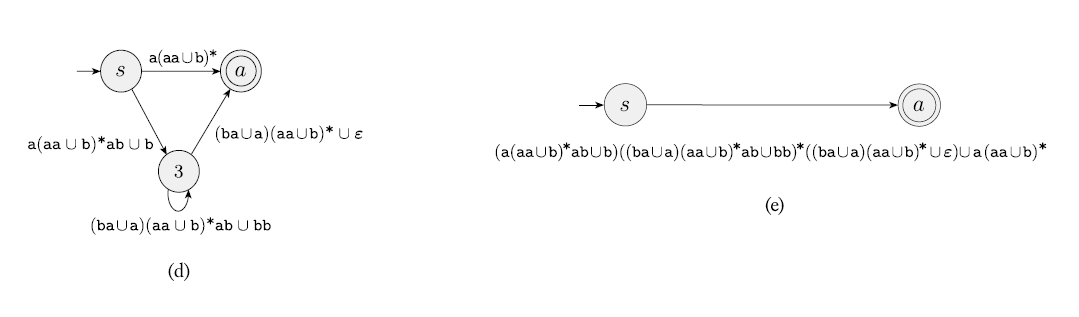 a(aa∪b)*
s
a
(ba∪a)(aa∪b)* ∪ ε
a(aa ∪ b)*ab ∪ b
3
(ba∪a)(aa ∪ b)*ab ∪ bb
(d)
s
a
(a(aa∪b)*ab∪b)((ba∪a)(aa∪b)*ab∪bb)*((ba∪a)(aa∪b)*∪ε)∪a(aa∪b)*
(e)